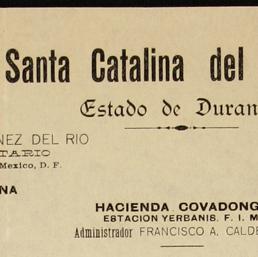 Santa Catalina del
Estado de Duran
NEZ DEL RIO
TARIO
Mexico, D. F.
NA
HACIENDA COVADONG
ESTACION YERBANIS, F. I. M
Administrador FRANCISCO A. CALDE